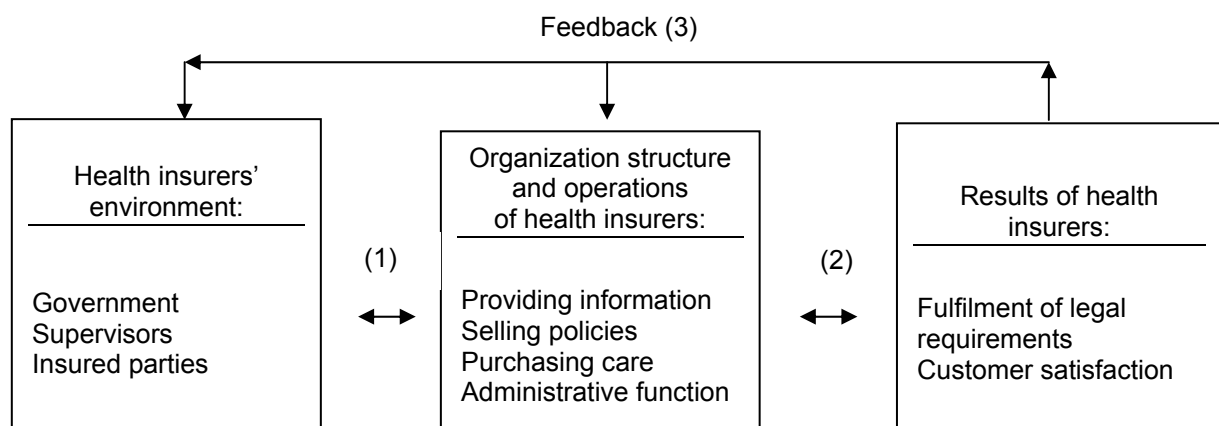 Feedback (3)
Health insurers’
environment:
Government
Supervisors
Insured parties
(1)
Organization structure
and operations
of health insurers:
Providing information
Selling policies
Purchasing care
Administrative function
(2)
Results of health
insurers:
Fulfilment of legal
requirements
Customer satisfaction